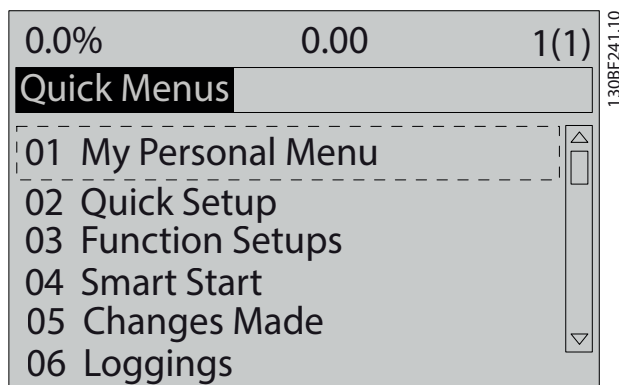 0.0% 0.00 1(1)
Quick Menus
01 My Personal Menu
02 Quick Setup
03 Function Setups
04 Smart Start
05 Changes Made
06 Loggings
130BF241.10